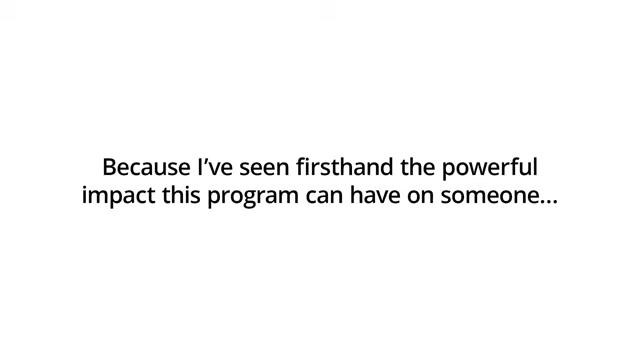 Because I’ve seen firsthand the powerful
impact this program can have on someone...